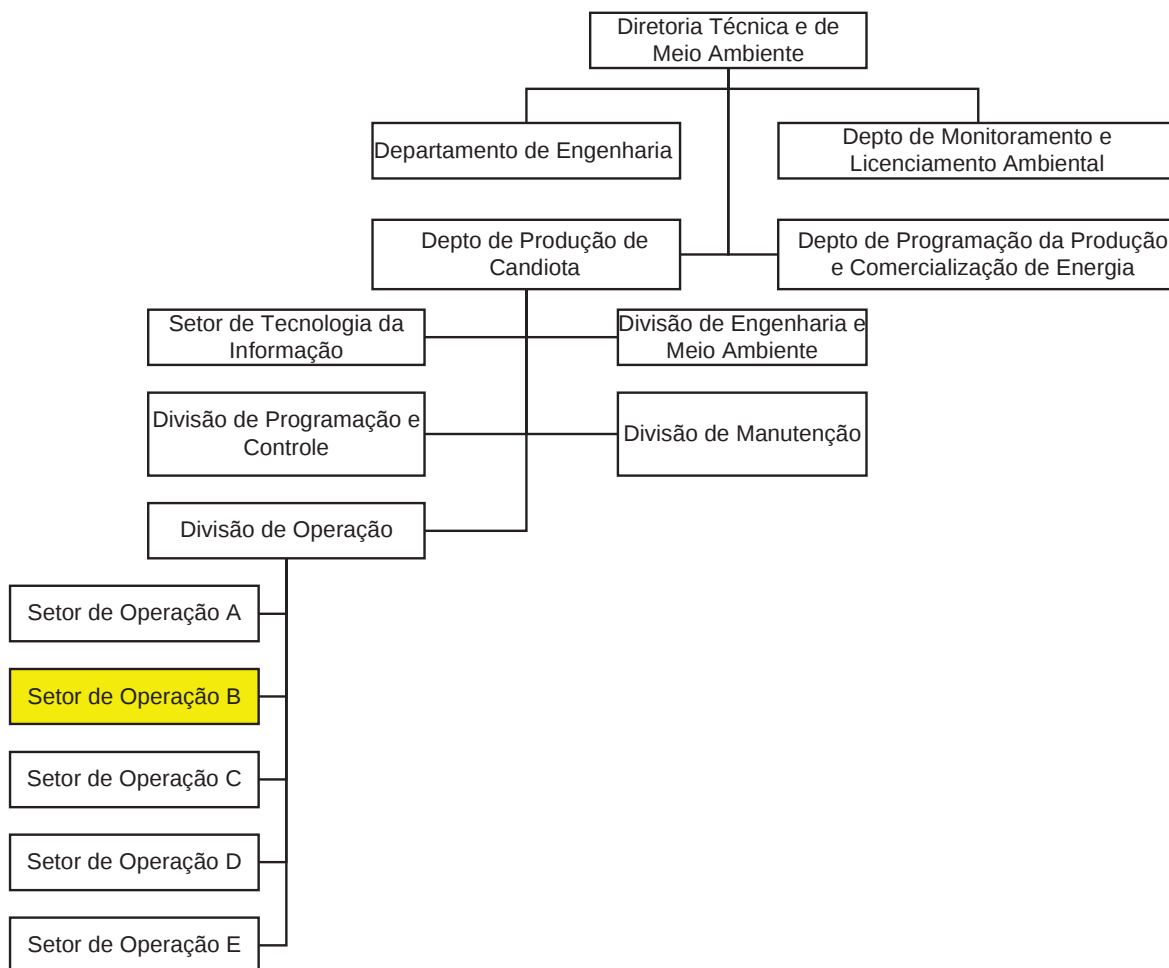 Diretoria Técnica e de
Meio Ambiente
Departamento de Engenharia
Depto de Monitoramento e
Licenciamento Ambiental
Depto de Produção de
Candiota
Depto de Programação da Produção
e Comercialização de Energia
Setor de Tecnologia da
Informação
Divisão de Engenharia e
Meio Ambiente
Divisão de Programação e
Controle
Divisão de Manutenção
Divisão de Operação
Setor de Operação A
Setor de Operação B
Setor de Operação C
Setor de Operação D
Setor de Operação E